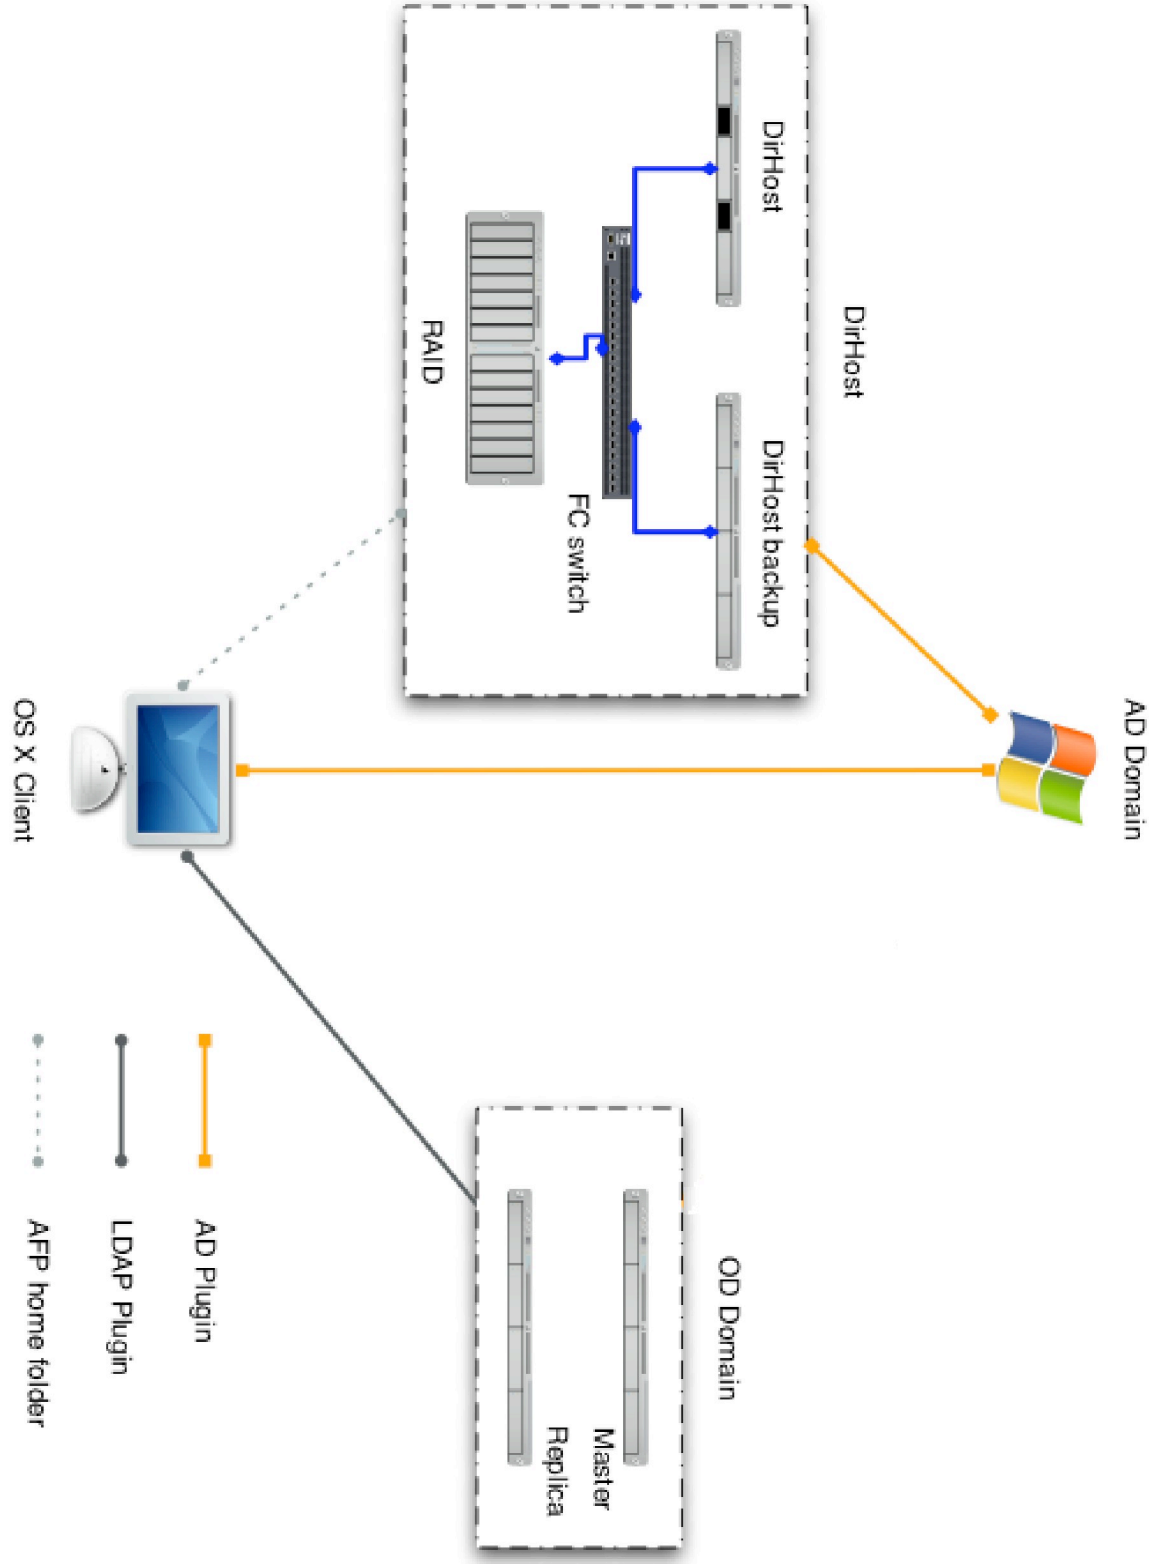 AD Domain
DirHost
DirHost
DirHost backup
FC switch
RAID
OD Domain
Master
Replica
OS X Client
AD Plugin
LDAP Plugin
AFP home folder